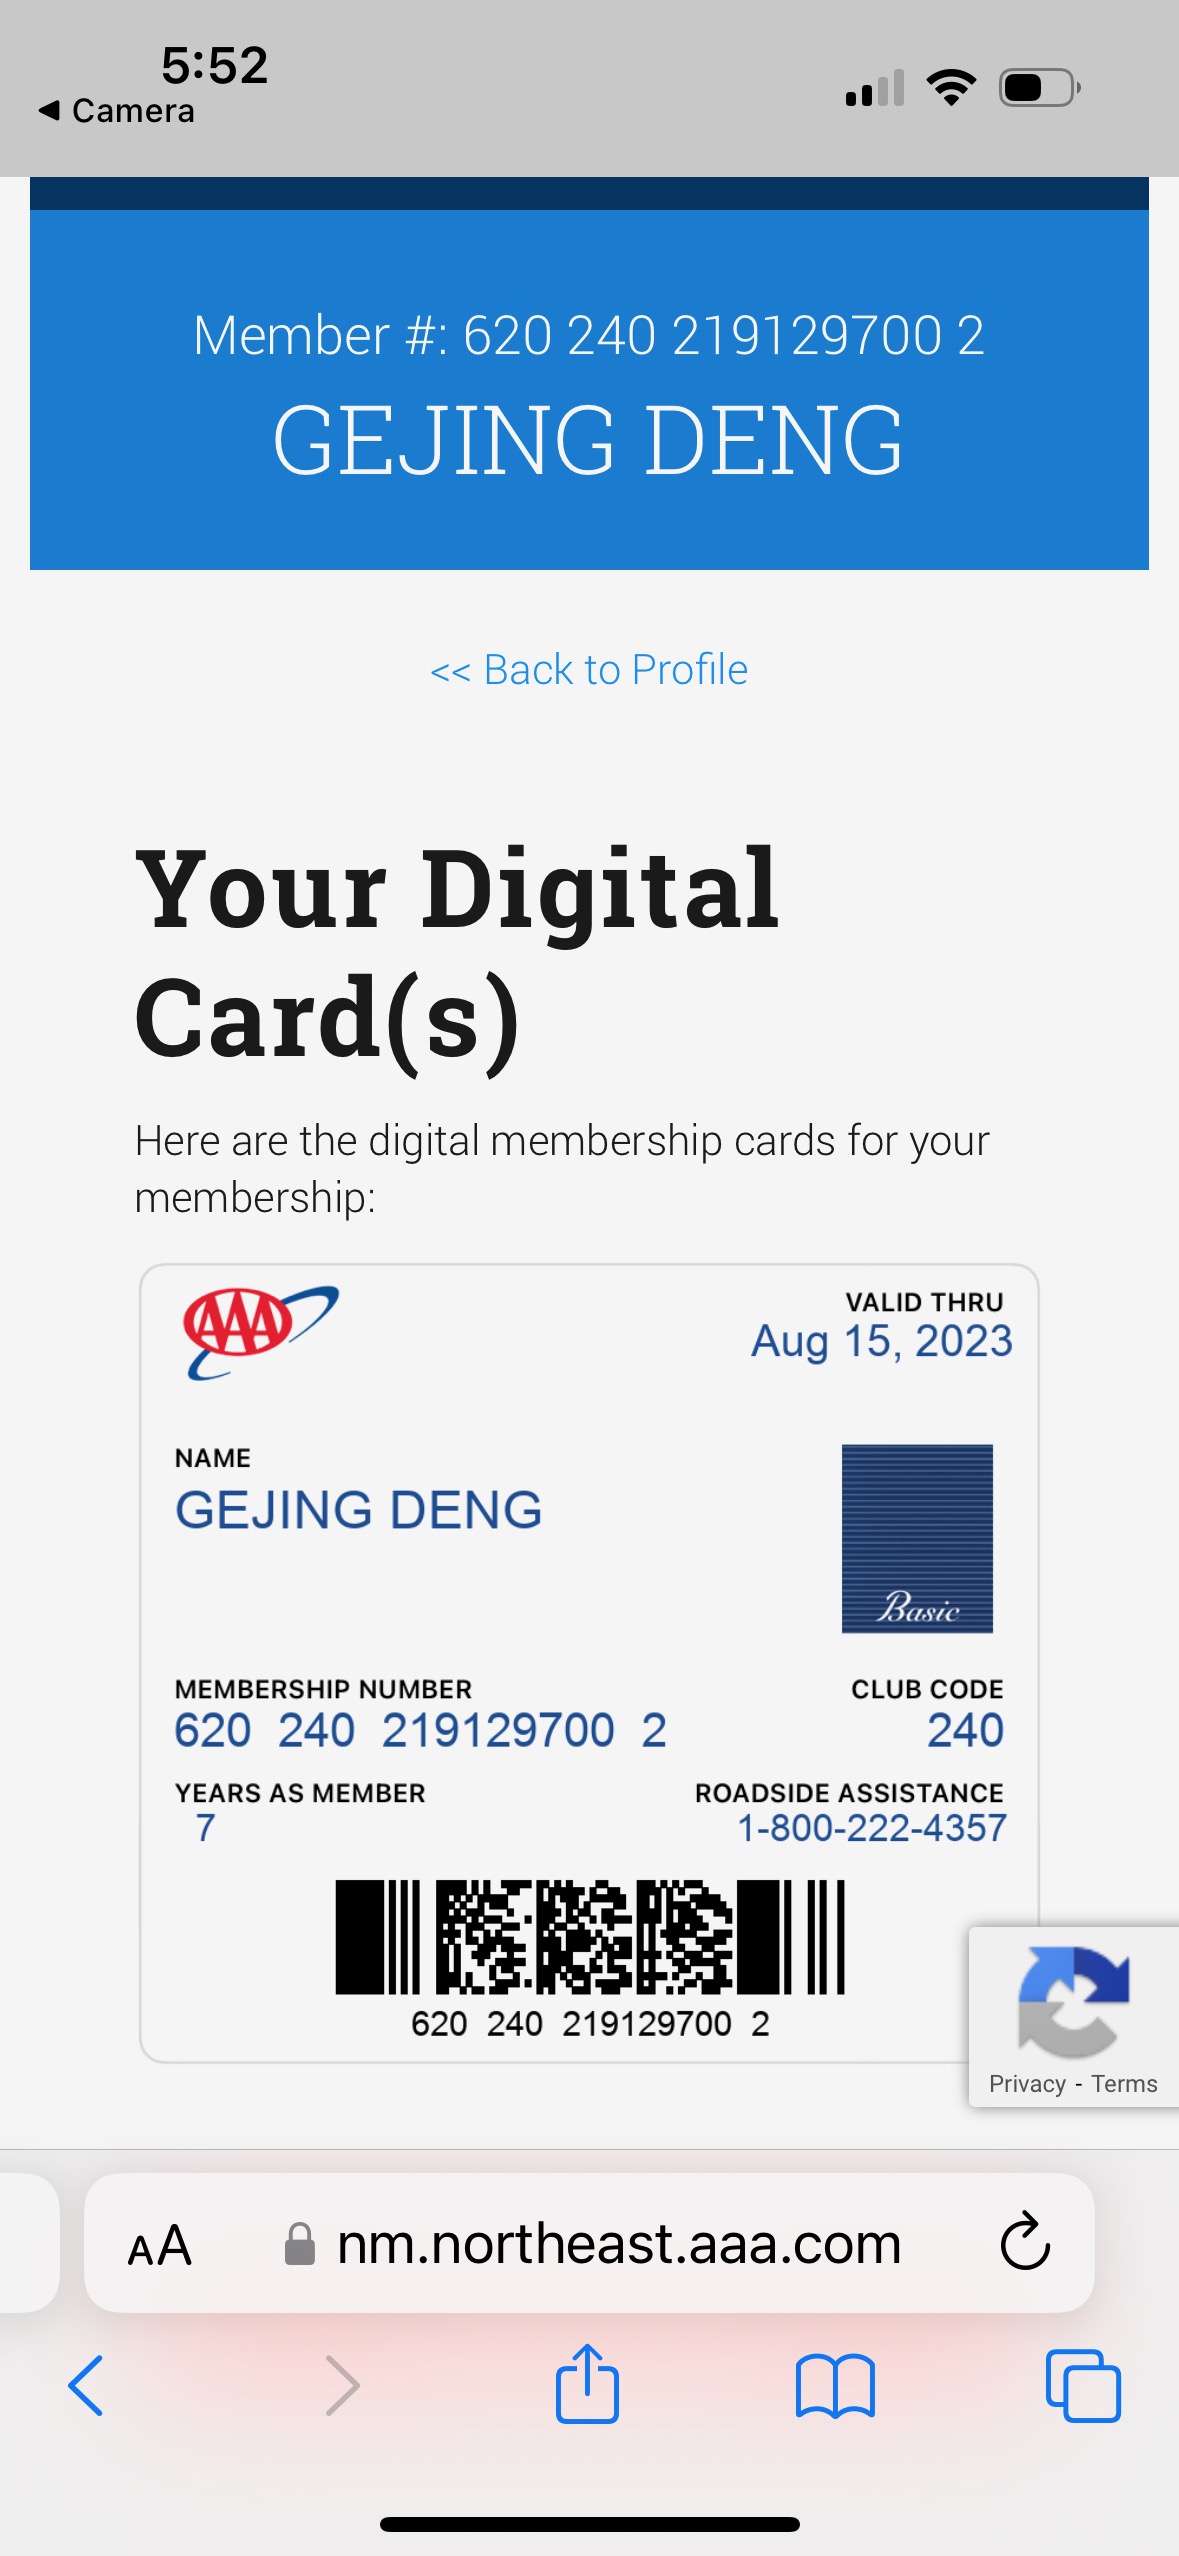 5:52
◀ Camera
Member #: 620 240 219129700 2
GEJING DENG
<< Back to Profile
Your Digital
Card(s)
Here are the digital membership cards for your
membership:
AAA
VALID THRU
Aug 15, 2023
NAME
GEJING DENG
Basic
MEMBERSHIP NUMBER
620 240 219129700 2
CLUB CODE
240
YEARS AS MEMBER
7
ROADSIDE ASSISTANCE
1-800-222-4357
620 240 219129700 2
Privacy - Terms
AA
nm.northeast.aaa.com